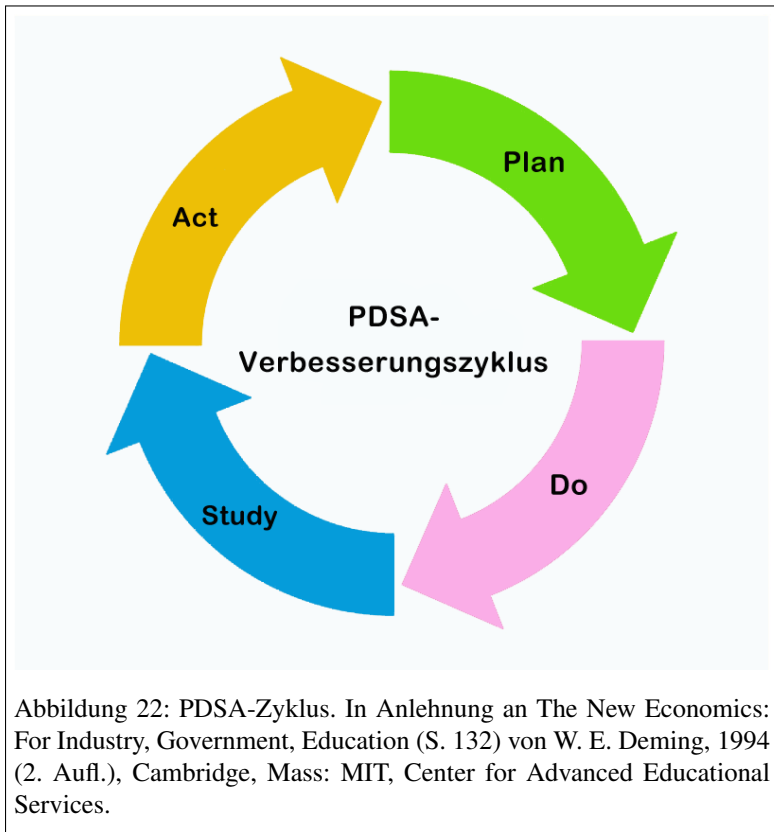 Plan
Act
PDSA-
Verbesserungszyklus
Do
Study
Abbildung 22: PDSA-Zyklus. In Anlehnung an The New Economics:
For Industry, Government, Education (S. 132) von W. E. Deming, 1994
(2. Aufl.), Cambridge, Mass: MIT, Center for Advanced Educational
Services.